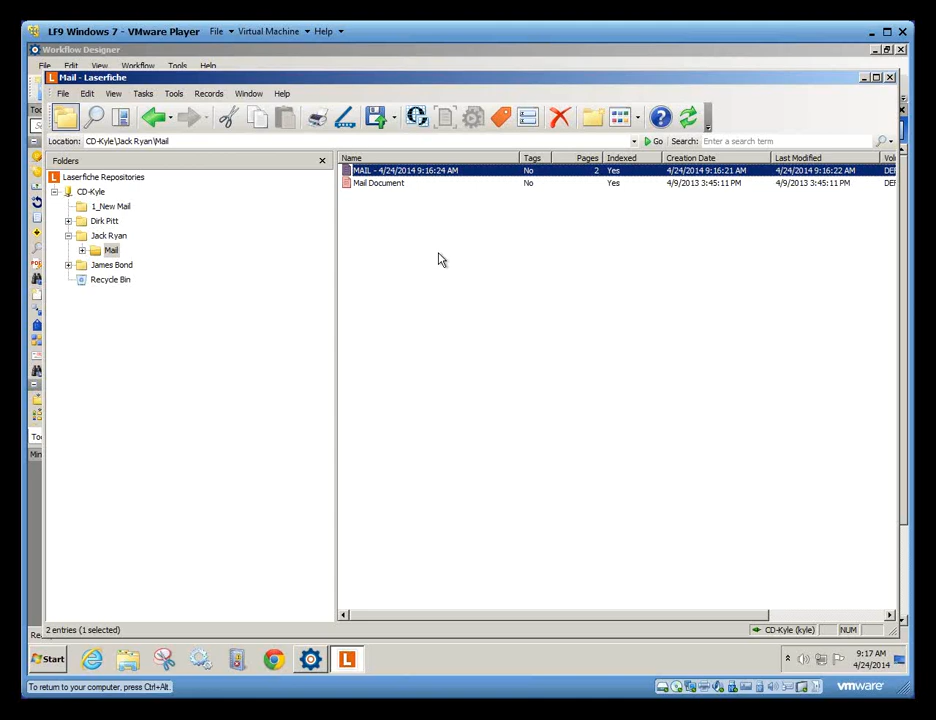 LF9 Windows 7 - VMware Player File Virtual Machine Help
Workflow Designer
File Edit View Workflow Tools Help
Mail - Laserfiche
File Edit View Tasks Tools Records Window Help
Location: CD-Kyle\Jack Ryan\Mail Go Search: Enter a search term
Folders
Laserfiche Repositories
CD-Kyle
1_New Mail
Dirk Pitt
Jack Ryan
Mail
James Bond
Recycle Bin
Name Tags Pages Indexed Creation Date Last Modified
MAIL - 4/24/2014 9:16:24 AM No 2 Yes 4/24/2014 9:16:21 AM 4/24/2014 9:16:22 AM
Mail Document No Yes 4/9/2013 3:45:11 PM 4/9/2013 3:45:11 PM
2 entries (1 selected) CD-Kyle (kyle) NUM
Start
9:17 AM
4/24/2014
To return to your computer, press Ctrl+Alt.
vmware